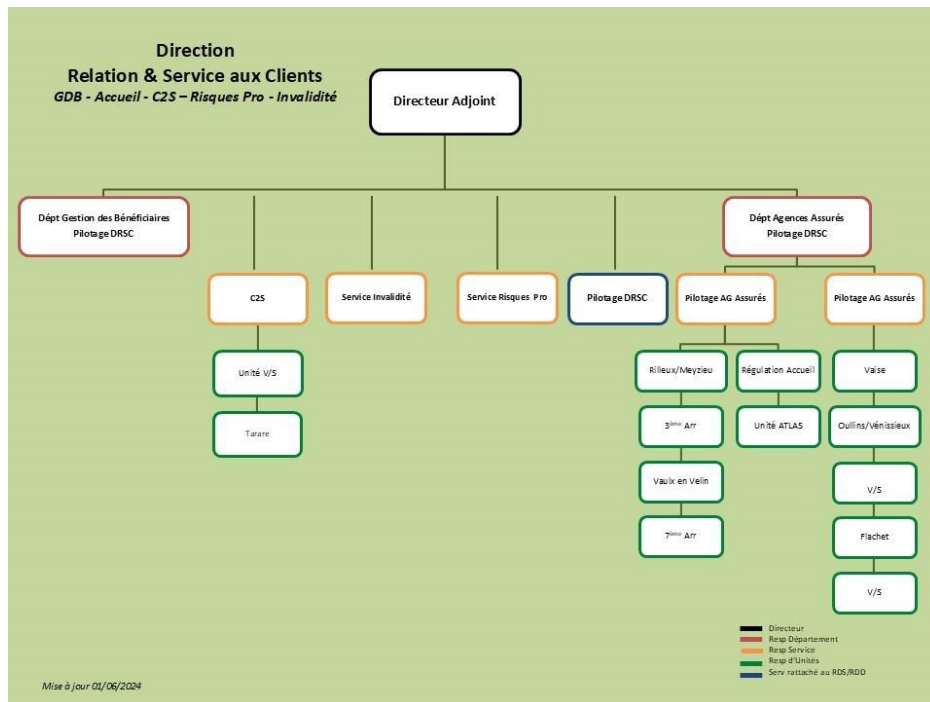 Direction
Relation & Service aux Clients
GDB - Accueil - C2S – Risques Pro - Invalidité
Directeur Adjoint
Dépt Gestion des Bénéficiaires
Pilotage DRSC
Dépt Agences Assurés
Pilotage DRSC
C2S
Service Invalidité
Service Risques Pro
Pilotage DRSC
Pilotage AG Assurés
Pilotage AG Assurés
Unité V/S
Rilleux/Meyzieu
Régulation Accueil
Vaise
Tarare
3ème Arr
Unité ATLAS
Oullins/Vénissieux
Vaulx en Velin
V/S
7ème Arr
Flachet
V/S
Directeur
Resp Département
Resp Service
Resp d'Unités
Serv rattaché au RDS/RDD
Mise à jour 01/06/2024